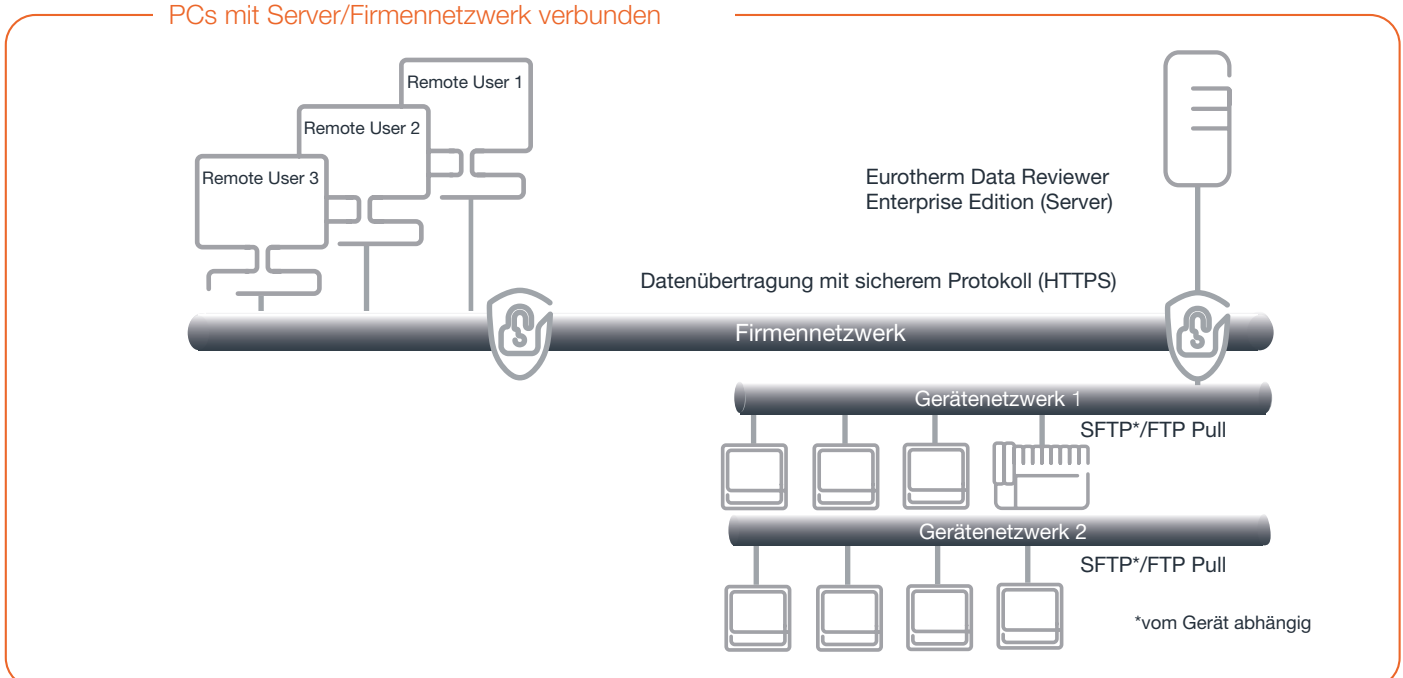 PCs mit Server/Firmennetzwerk verbunden
Remote User 1
Remote User 2
Remote User 3
Eurotherm Data Reviewer
Enterprise Edition (Server)
Datenübertragung mit sicherem Protokoll (HTTPS)
Firmennetzwerk
Gerätenetzwerk 1
SFTP*/FTP Pull
Gerätenetzwerk 2
SFTP*/FTP Pull
*vom Gerät abhängig